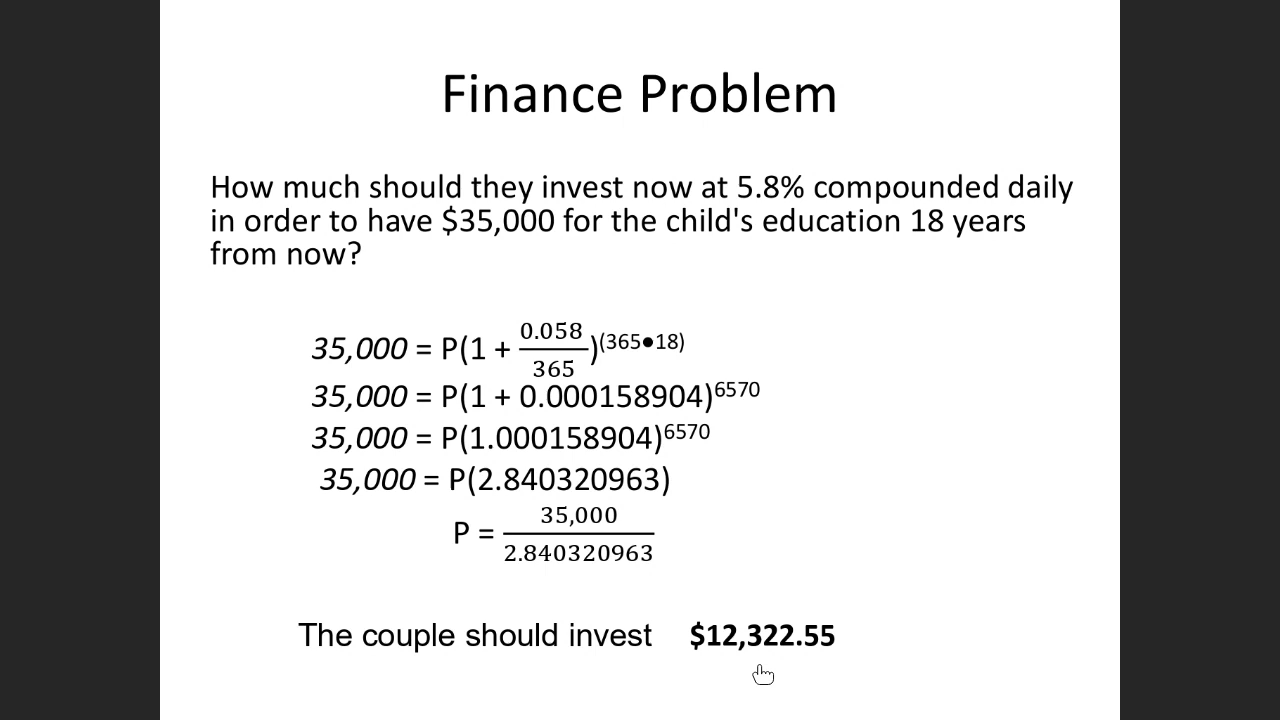 Finance Problem
How much should they invest now at 5.8% compounded daily
in order to have $35,000 for the child's education 18 years
from now?
35,000 = P(1 + 0.058/365)^(365●18)
35,000 = P(1 + 0.000158904)^6570
35,000 = P(1.000158904)^6570
35,000 = P(2.840320963)
P = 35,000/2.840320963
The couple should invest $12,322.55